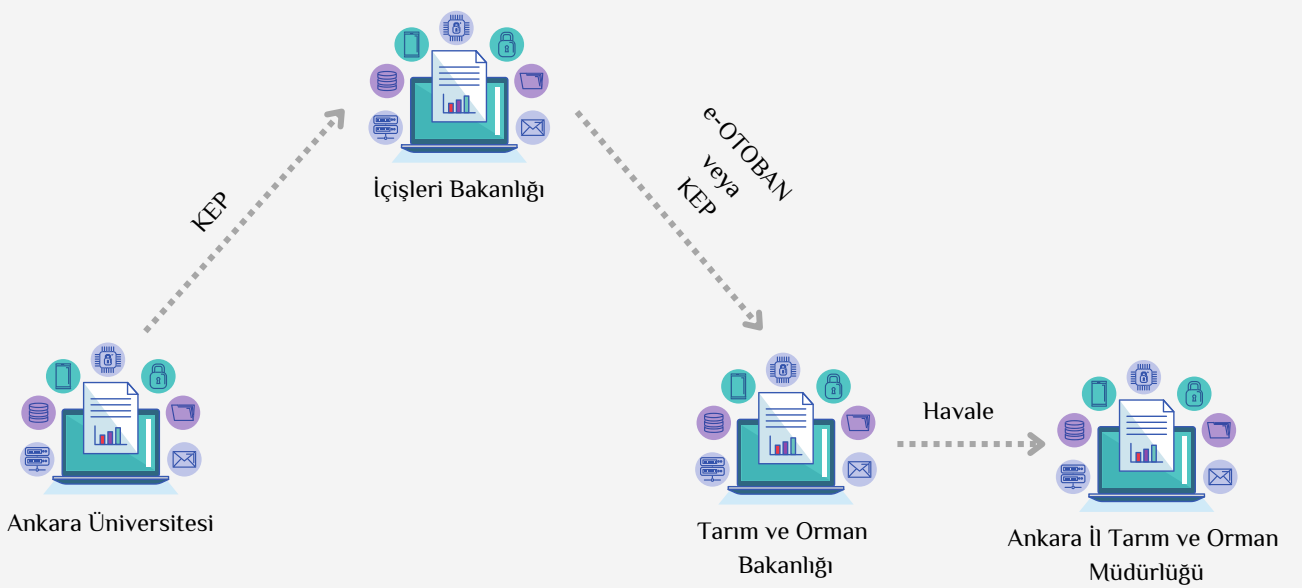 İçişleri Bakanlığı
KEP
e-OTOBAN
veya
KEP
Ankara Üniversitesi
Tarım ve Orman
Bakanlığı
Havale
Ankara İl Tarım ve Orman
Müdürlüğü